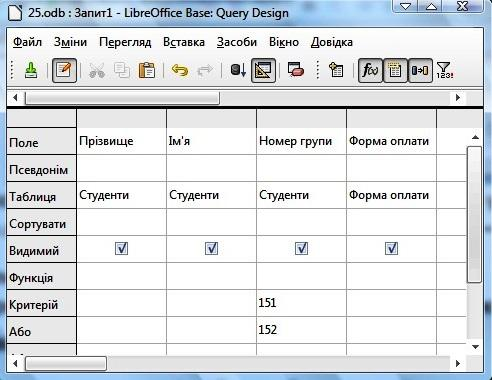 25.odb : Запит1 - LibreOffice Base: Query Design
Файл Зміни Перегляд Вставка Засоби Вікно Довідка
f(x) 123!
Поле Прізвище Ім'я Номер групи Форма оплати
Псевдонім
Таблиця Студенти Студенти Студенти Форма оплати
Сортувати
Видимий
Функція
Критерій 151
Або 152